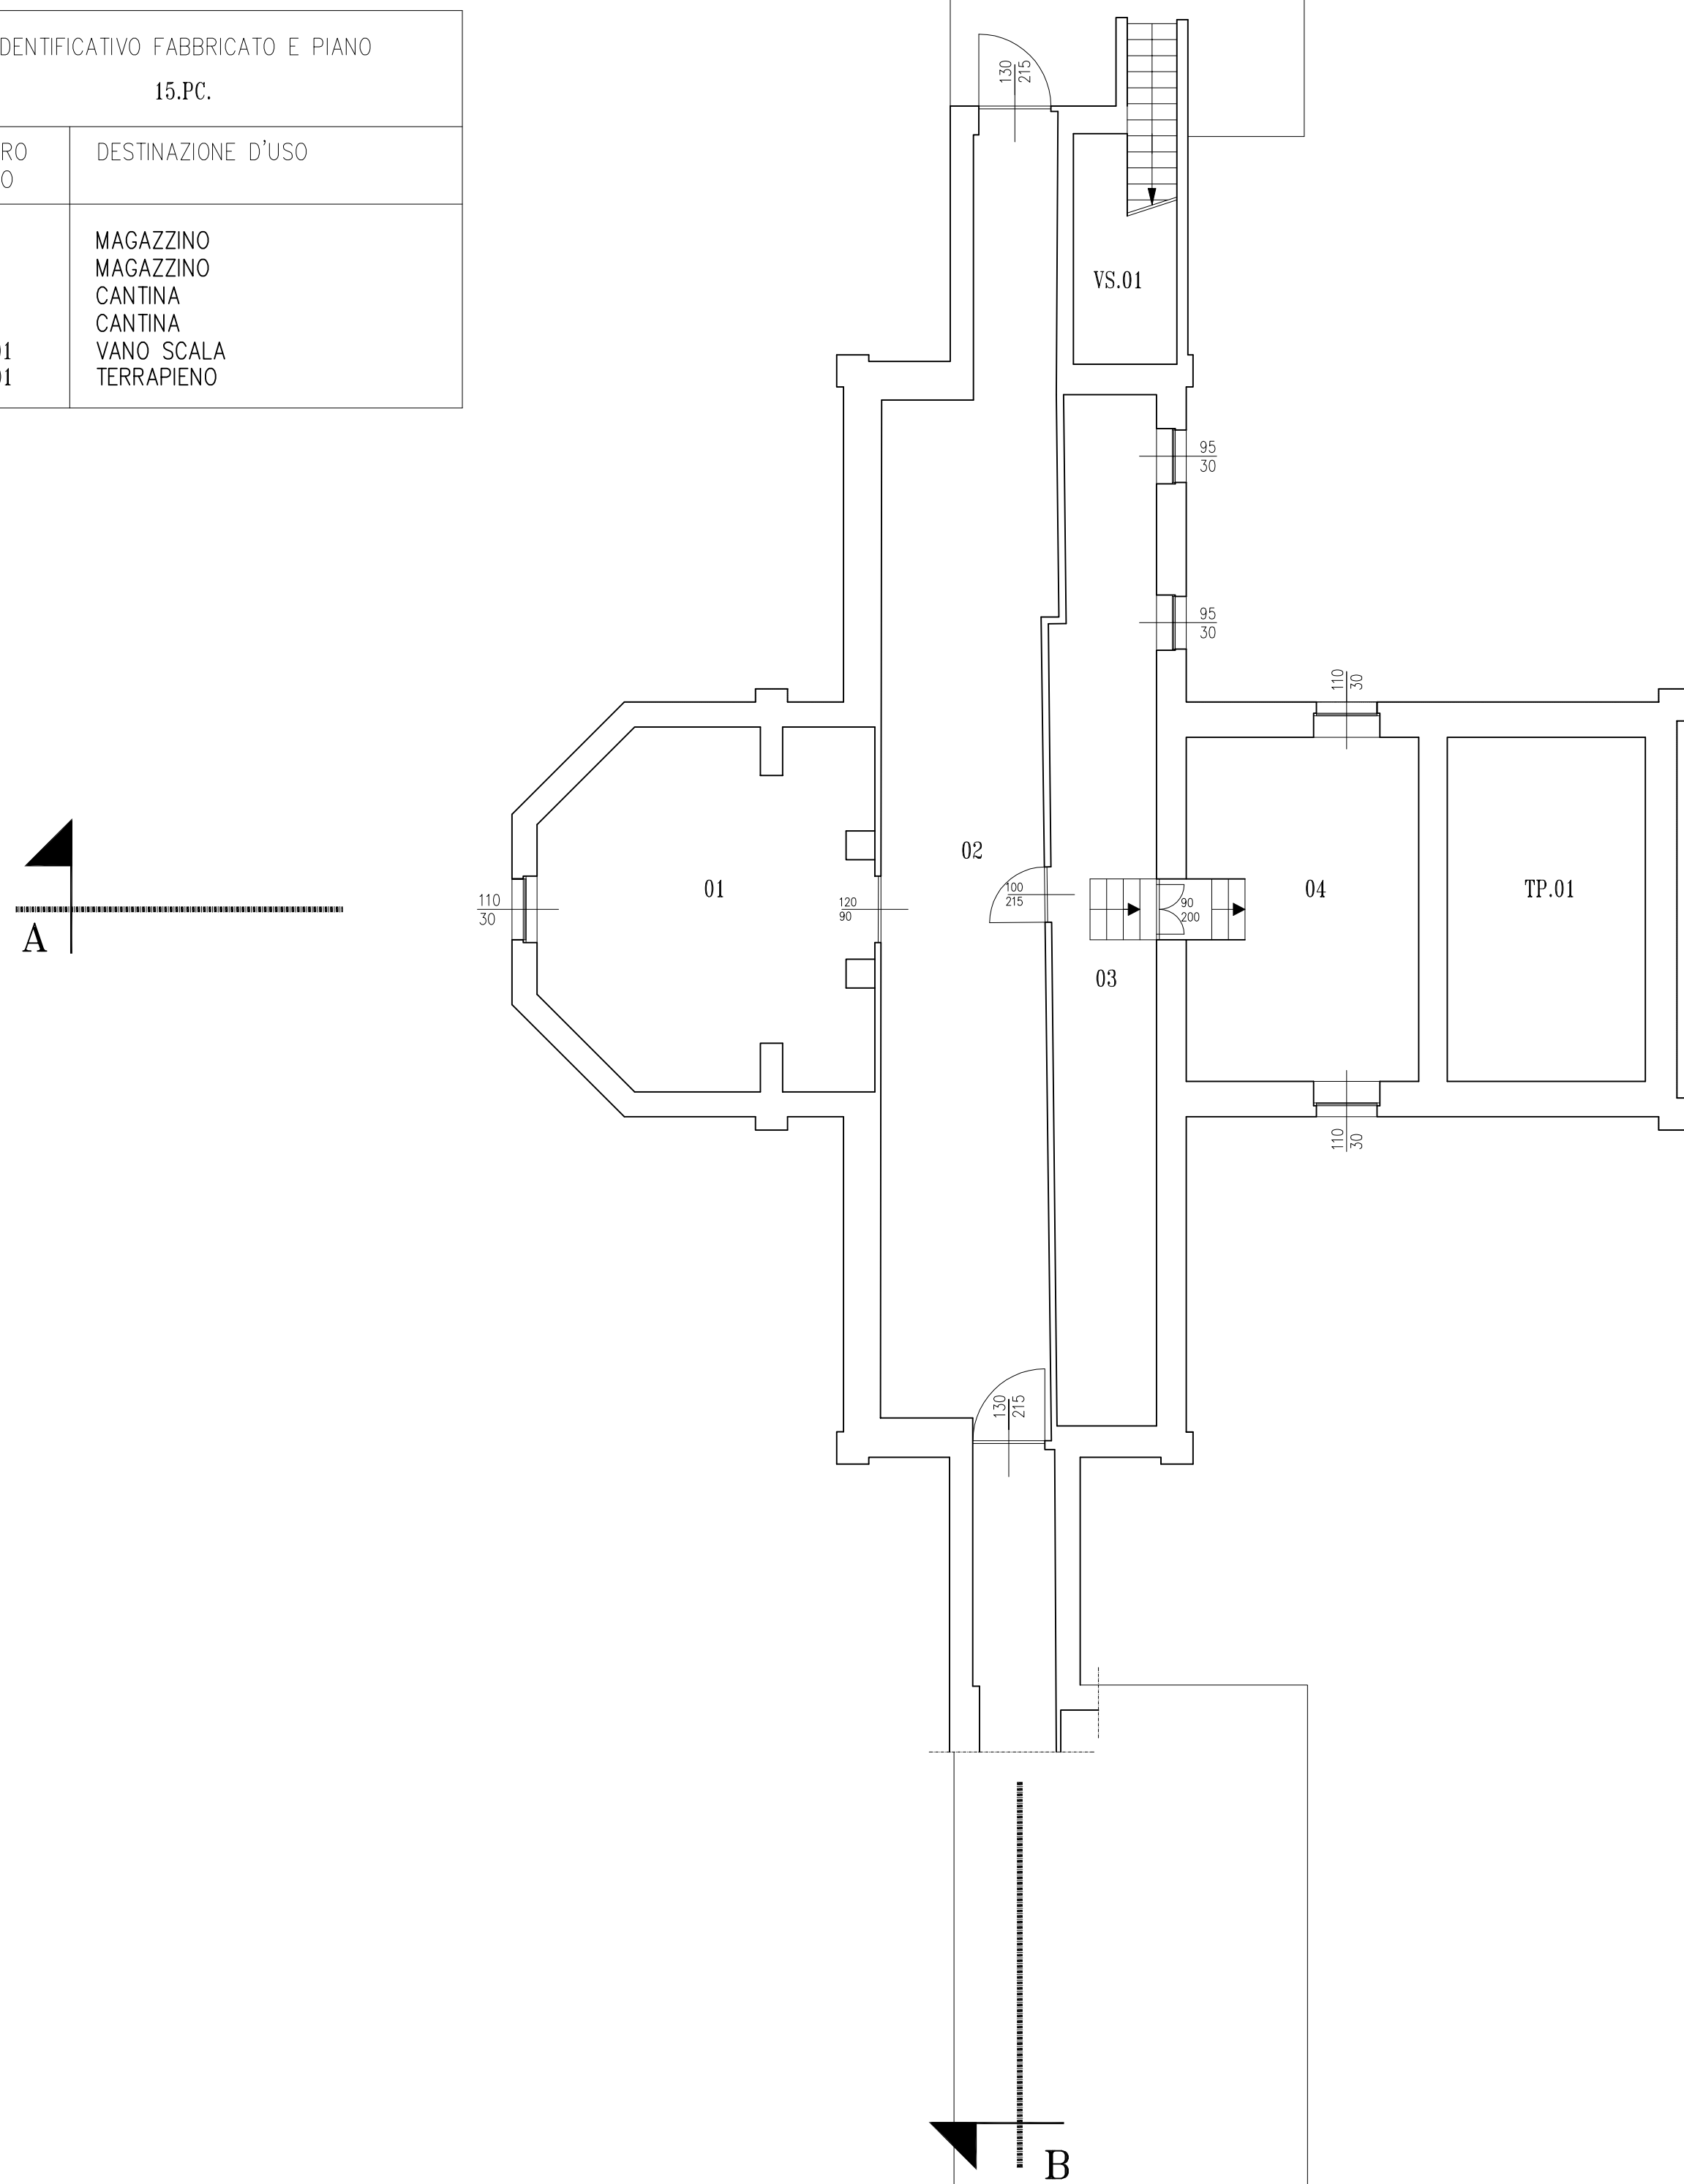 DENTIFICATIVO FABBRICATO E PIANO
15.PC.
RO
O
DESTINAZIONE D'USO
MAGAZZINO
MAGAZZINO
CANTINA
CANTINA
01 VANO SCALA
01 TERRAPIENO
130
215
VS.01
95
30
95
30
110
30
02
01
100
215
120
90
110
30
90
200
04
TP.01
A
03
110
30
130
215
B